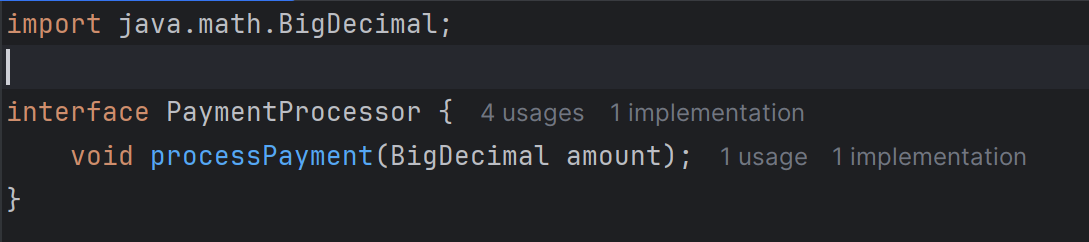 import java.math.BigDecimal;
interface PaymentProcessor { 4 usages 1 implementation
void processPayment(BigDecimal amount); 1 usage 1 implementation
}